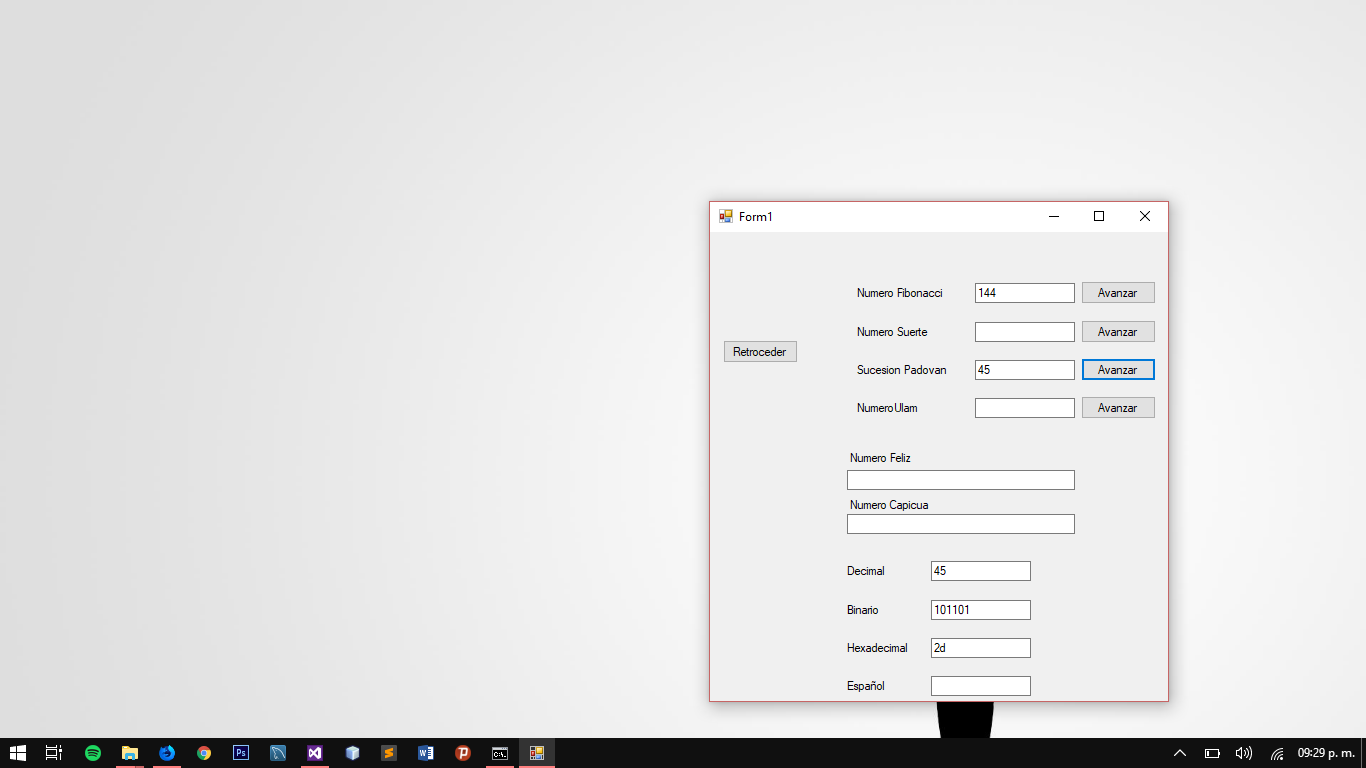 Form1
Numero Fibonacci 144 Avanzar
Numero Suerte Avanzar
Retroceder
Sucesion Padovan 45 Avanzar
NumeroUlam Avanzar
Numero Feliz
Numero Capicua
Decimal 45
Binario 101101
Hexadecimal 2d
Español
Ps
C:\
09:29 p. m.